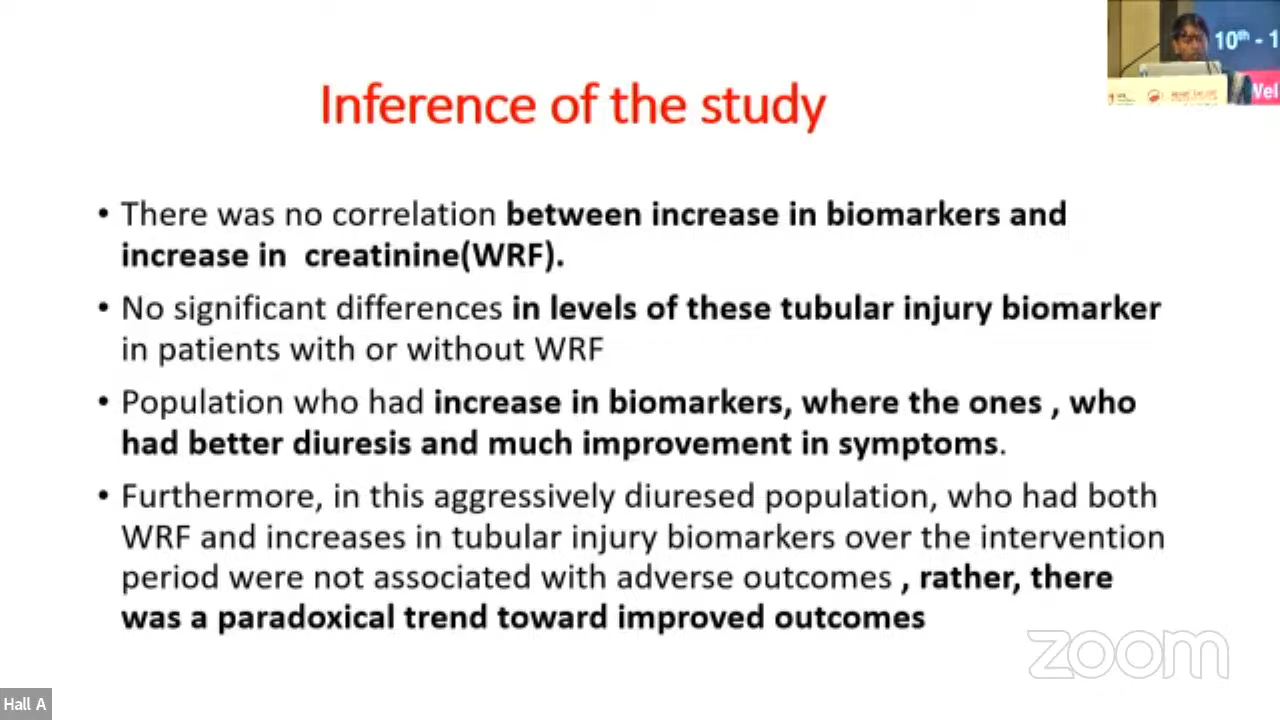 10th - 1
Wel
Inference of the study
• There was no correlation between increase in biomarkers and
increase in creatinine(WRF).
• No significant differences in levels of these tubular injury biomarker
in patients with or without WRF
• Population who had increase in biomarkers, where the ones , who
had better diuresis and much improvement in symptoms.
• Furthermore, in this aggressively diuresed population, who had both
WRF and increases in tubular injury biomarkers over the intervention
period were not associated with adverse outcomes , rather, there
was a paradoxical trend toward improved outcomes
zoom
Hall A